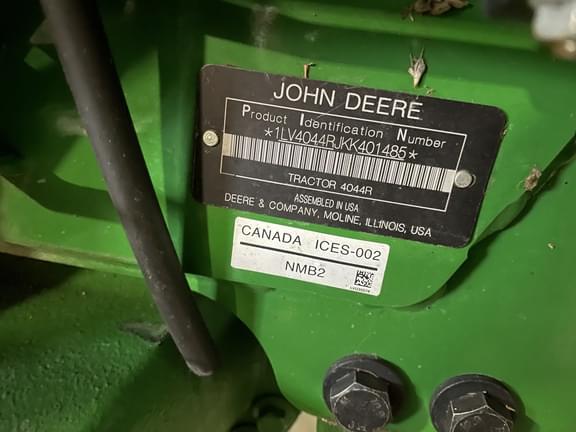 JOHN DEERE
Product Identification Number
*1LV4044RJKK401485*
TRACTOR 4044R
ASSEMBLED IN USA
DEERE & COMPANY, MOLINE, ILLINOIS, USA
CANADA ICES-002
NMB2